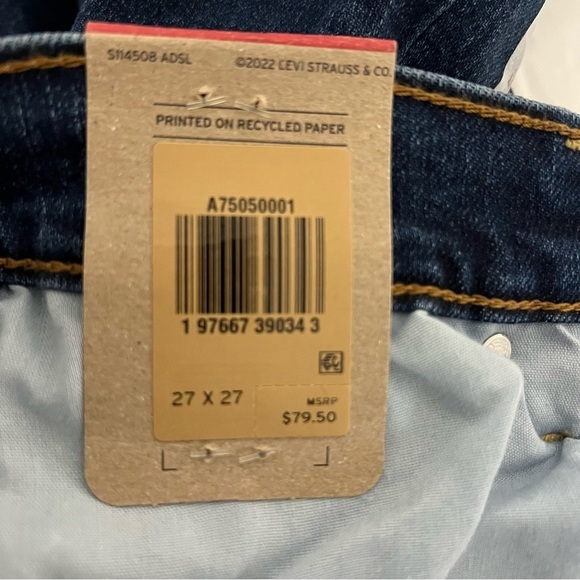 S114508 ADSL ©2022 LEVI STRAUSS & CO.
PRINTED ON RECYCLED PAPER
A75050001
1 97667 39034 3
27 X 27
MSRP
$79.50